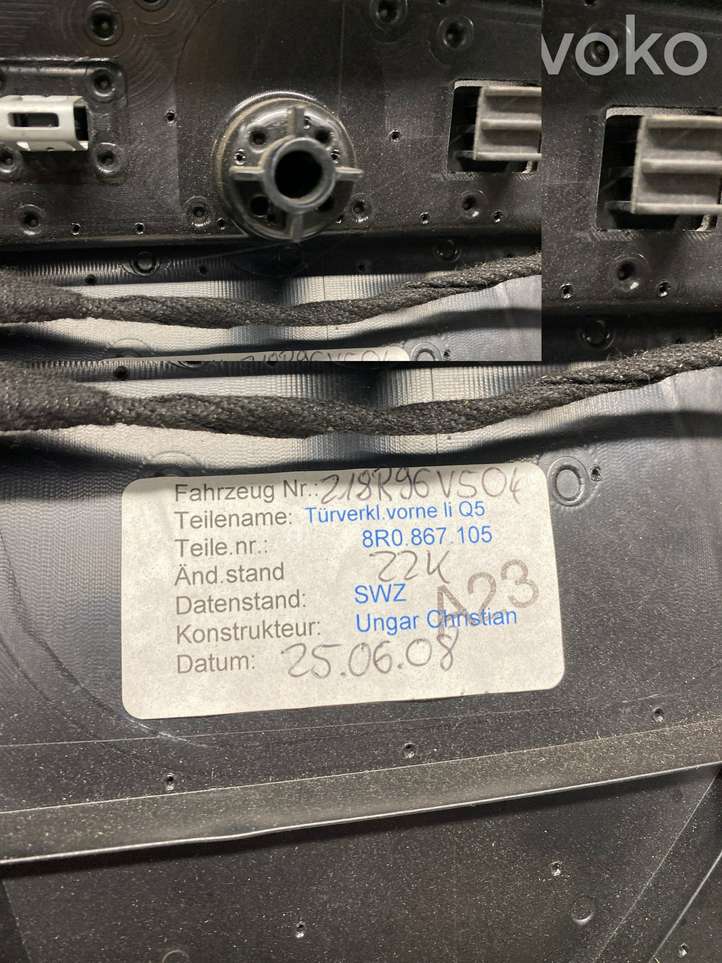 voko
Fahrzeug Nr.: 218R96V504
Teilename: Türverkl.vorne li Q5
Teile.nr.: 8R0.867.105
Änd.stand 22K
Datenstand: SWZ
A23
Konstrukteur: Ungar Christian
Datum: 25.06.08